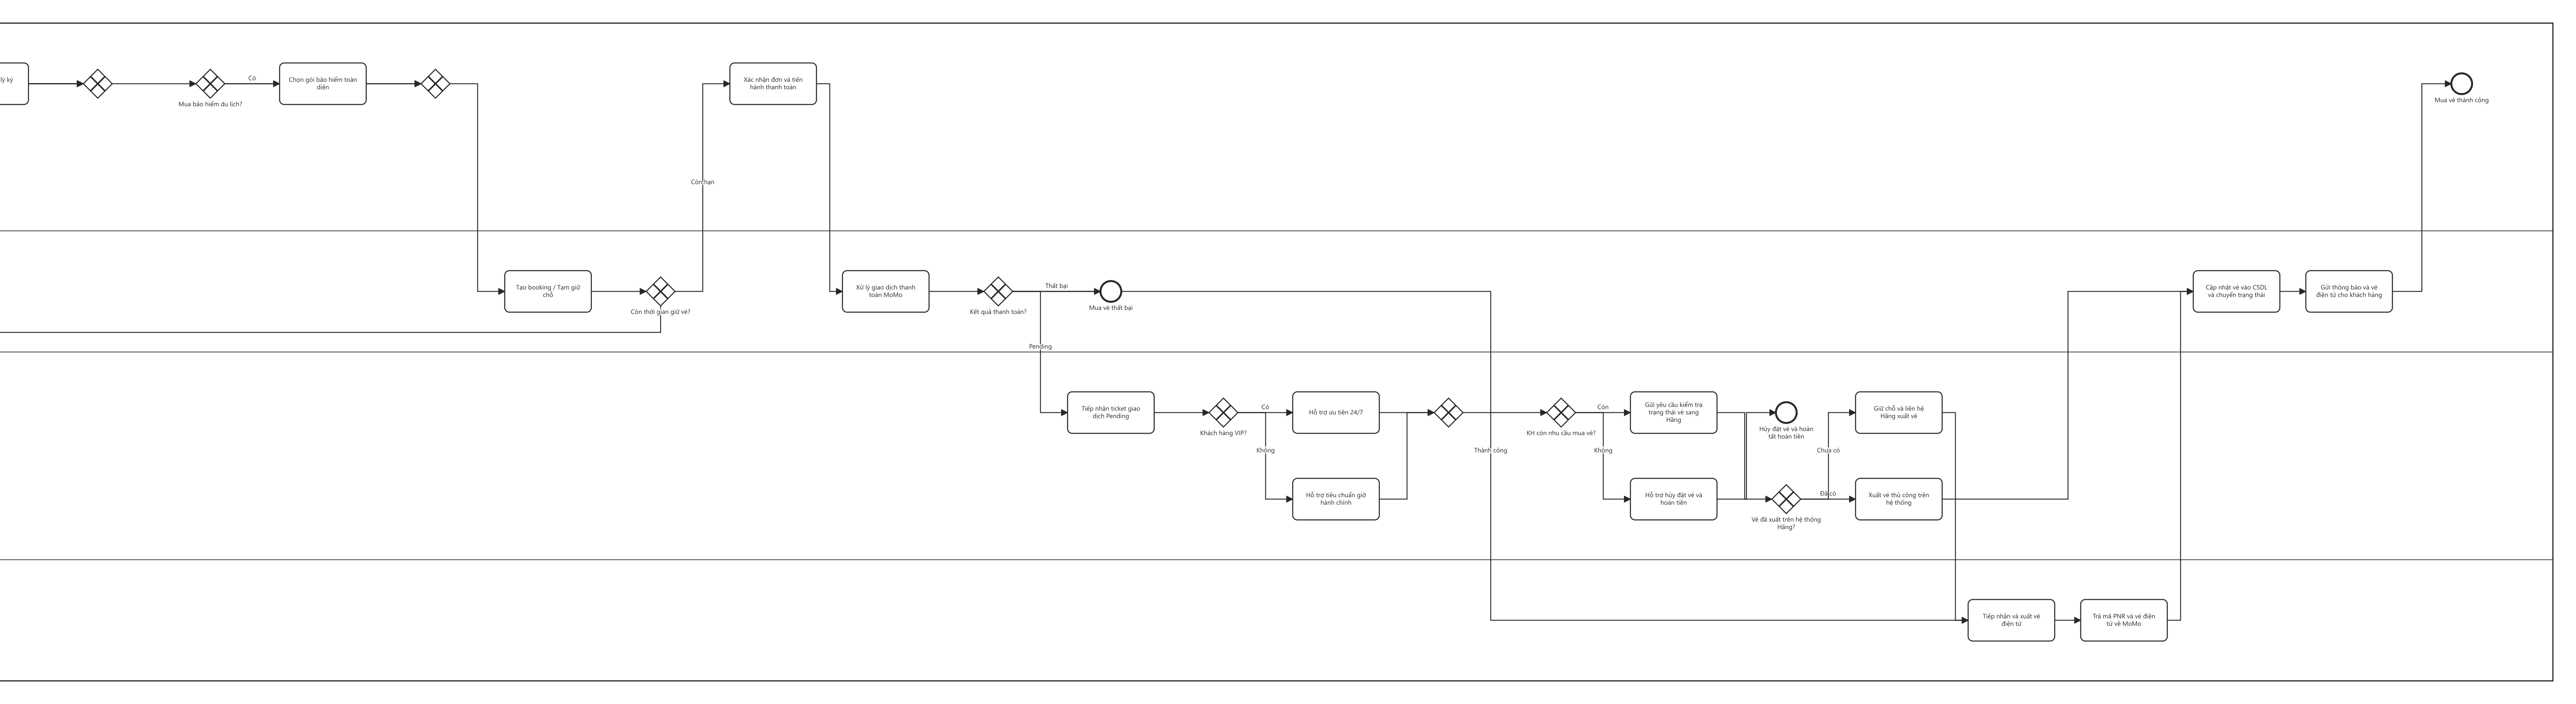 lý ký
Có
Mua bảo hiểm du lịch?
Chọn gói bảo hiểm toàn
diện
Còn hạn
Xác nhận đơn và tiến
hành thanh toán
Mua vé thành công
Tạo booking / Tạm giữ
chỗ
Còn thời gian giữ vé?
Xử lý giao dịch thanh
toán MoMo
Kết quả thanh toán?
Thất bại
Mua vé thất bại
Pending
Cập nhật vé vào CSDL
và chuyển trạng thái
Gửi thông báo và vé
điện tử cho khách hàng
Tiếp nhận ticket giao
dịch Pending
Khách hàng VIP?
Có
Không
Hỗ trợ ưu tiên 24/7
Hỗ trợ tiêu chuẩn giờ
hành chính
Thành công
KH còn nhu cầu mua vé?
Còn
Không
Gửi yêu cầu kiểm tra
trạng thái vé sang
Hãng
Hỗ trợ hủy đặt vé và
hoàn tiền
Hủy đặt vé và hoàn
tất hoàn tiền
Vé đã xuất trên hệ thống
Hãng?
Chưa có
Đã có
Giữ chỗ và liên hệ
Hãng xuất vé
Xuất vé thủ công trên
hệ thống
Tiếp nhận và xuất vé
điện tử
Trả mã PNR và vé điện
tử về MoMo